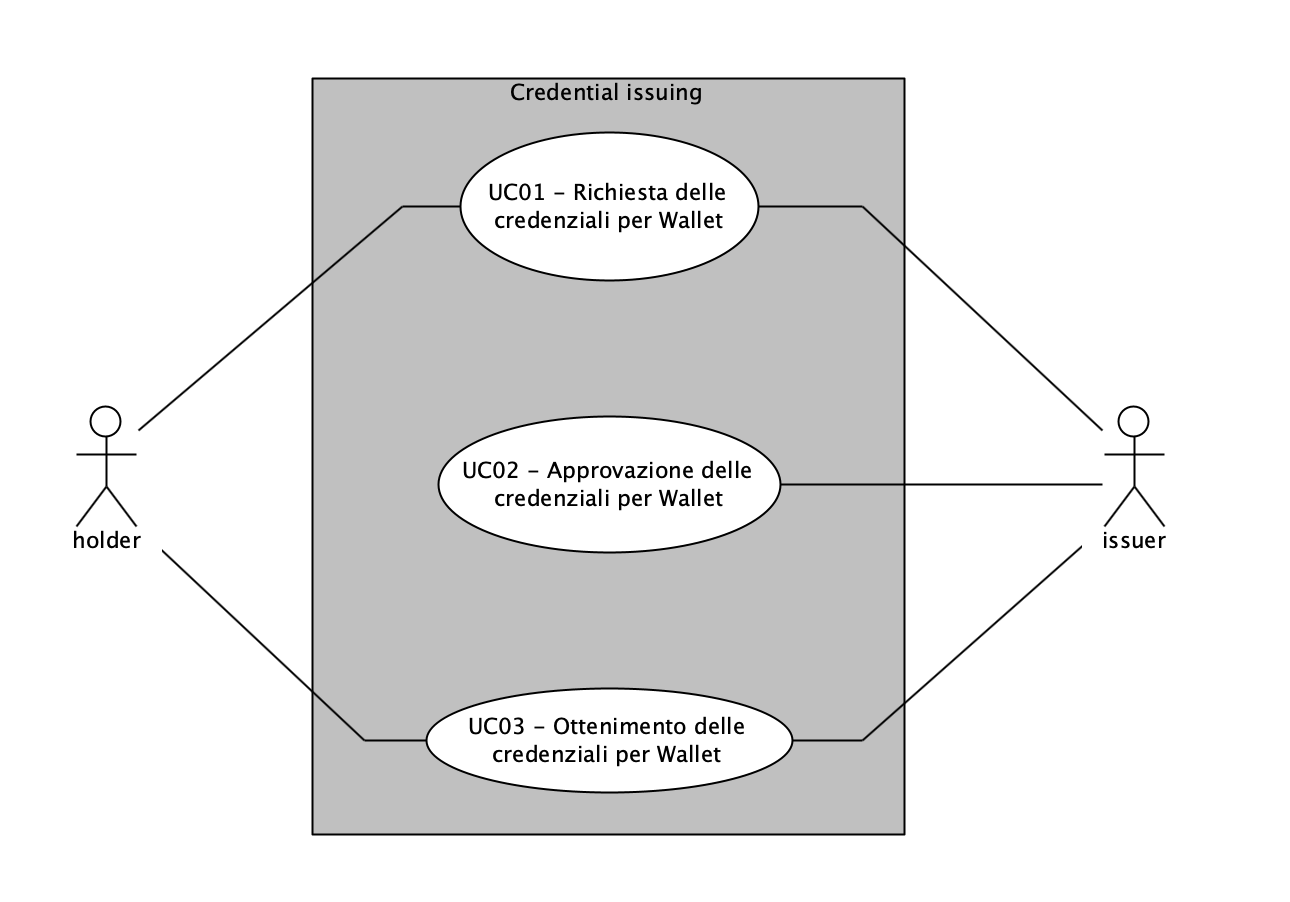 Credential issuing
UC01 – Richiesta delle
credenziali per Wallet
UC02 – Approvazione delle
credenziali per Wallet
holder
issuer
UC03 – Ottenimento delle
credenziali per Wallet